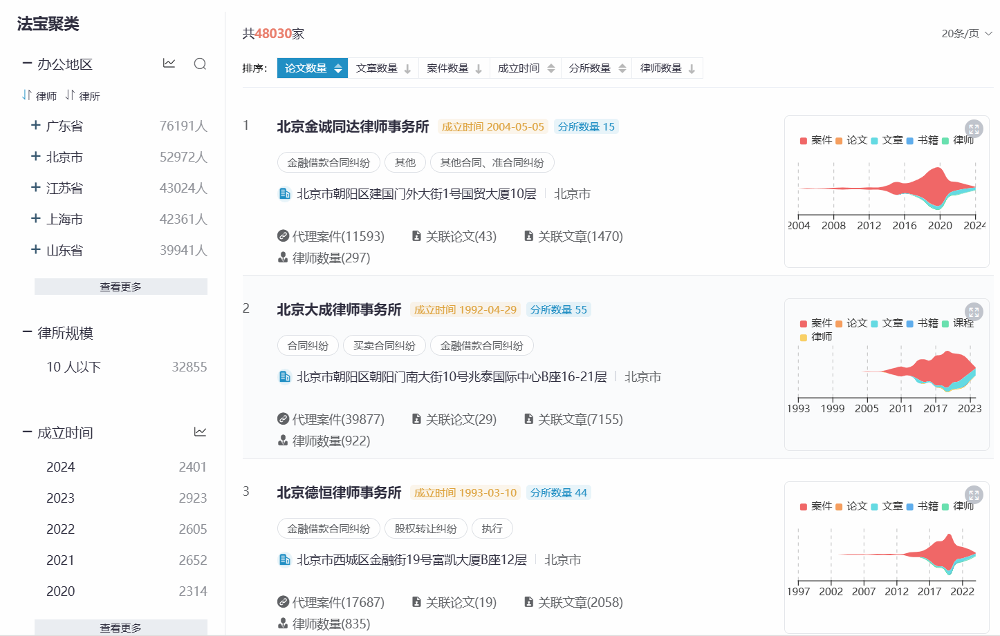 法宝聚类
办公地区
律师 律所
广东省 76191人
北京市 52972人
江苏省 43024人
上海市 42361人
山东省 39941人
查看更多
律所规模
10 人以下 32855
成立时间
2024 2401
2023 2923
2022 2605
2021 2652
2020 2314
查看更多
共48030家 20条/页
排序： 论文数量 文章数量 案件数量 成立时间 分所数量 律师数量
1 北京金诚同达律师事务所 成立时间 2004-05-05 分所数量 15
金融借款合同纠纷 其他 其他合同、准合同纠纷
北京市朝阳区建国门外大街1号国贸大厦10层 北京市
代理案件(11593) 关联论文(43) 关联文章(1470)
律师数量(297)
案件 论文 文章 书籍 律师
2004 2008 2012 2016 2020 2024
2 北京大成律师事务所 成立时间 1992-04-29 分所数量 55
合同纠纷 买卖合同纠纷 金融借款合同纠纷
北京市朝阳区朝阳门南大街10号兆泰国际中心B座16-21层 北京市
代理案件(39877) 关联论文(29) 关联文章(7155)
律师数量(922)
案件 论文 文章 书籍 课程
律师
1993 1999 2005 2011 2017 2023
3 北京德恒律师事务所 成立时间 1993-03-10 分所数量 44
金融借款合同纠纷 股权转让纠纷 执行
北京市西城区金融街19号富凯大厦B座12层 北京市
代理案件(17687) 关联论文(19) 关联文章(2058)
律师数量(835)
案件 论文 文章 书籍 律师
1997 2002 2007 2012 2017 2022